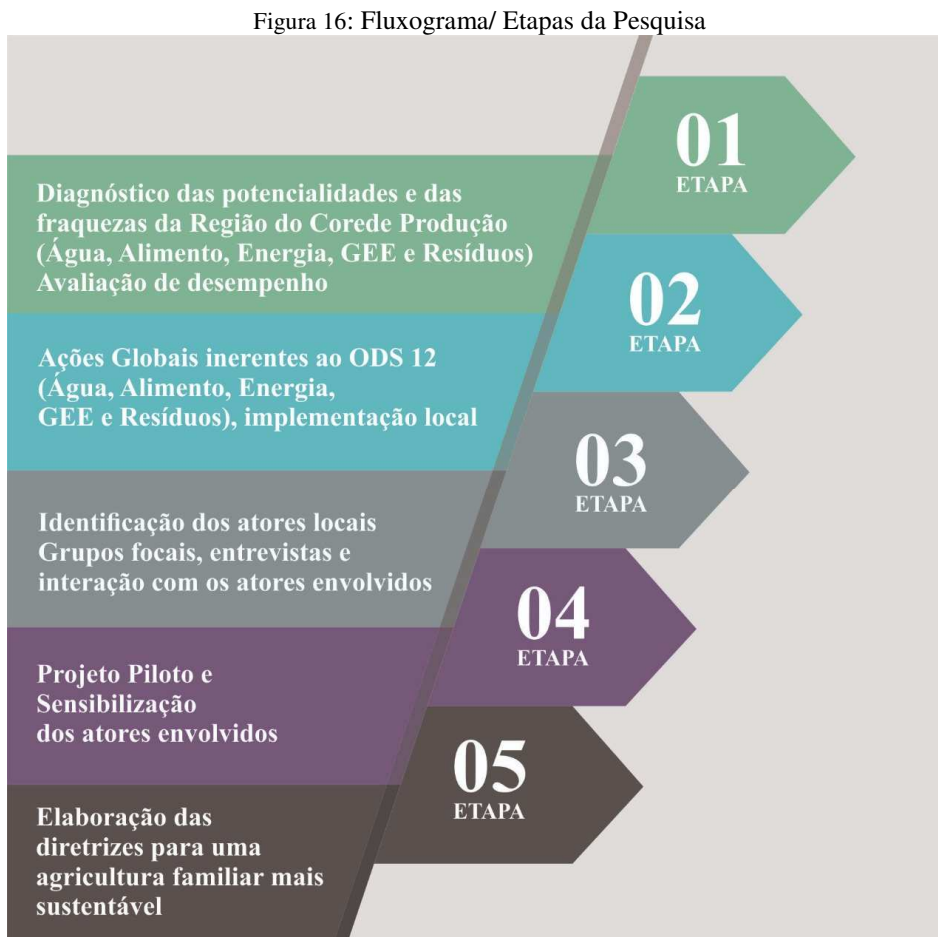 Figura 16: Fluxograma/ Etapas da Pesquisa
01
ETAPA
Diagnóstico das potencialidades e das
fraquezas da Região do Corede Produção
(Água, Alimento, Energia, GEE e Resíduos)
Avaliação de desempenho
02
ETAPA
Ações Globais inerentes ao ODS 12
(Água, Alimento, Energia,
GEE e Resíduos), implementação local
03
ETAPA
Identificação dos atores locais
Grupos focais, entrevistas e
interação com os atores envolvidos
04
ETAPA
Projeto Piloto e
Sensibilização
dos atores envolvidos
05
ETAPA
Elaboração das
diretrizes para uma
agricultura familiar mais
sustentável